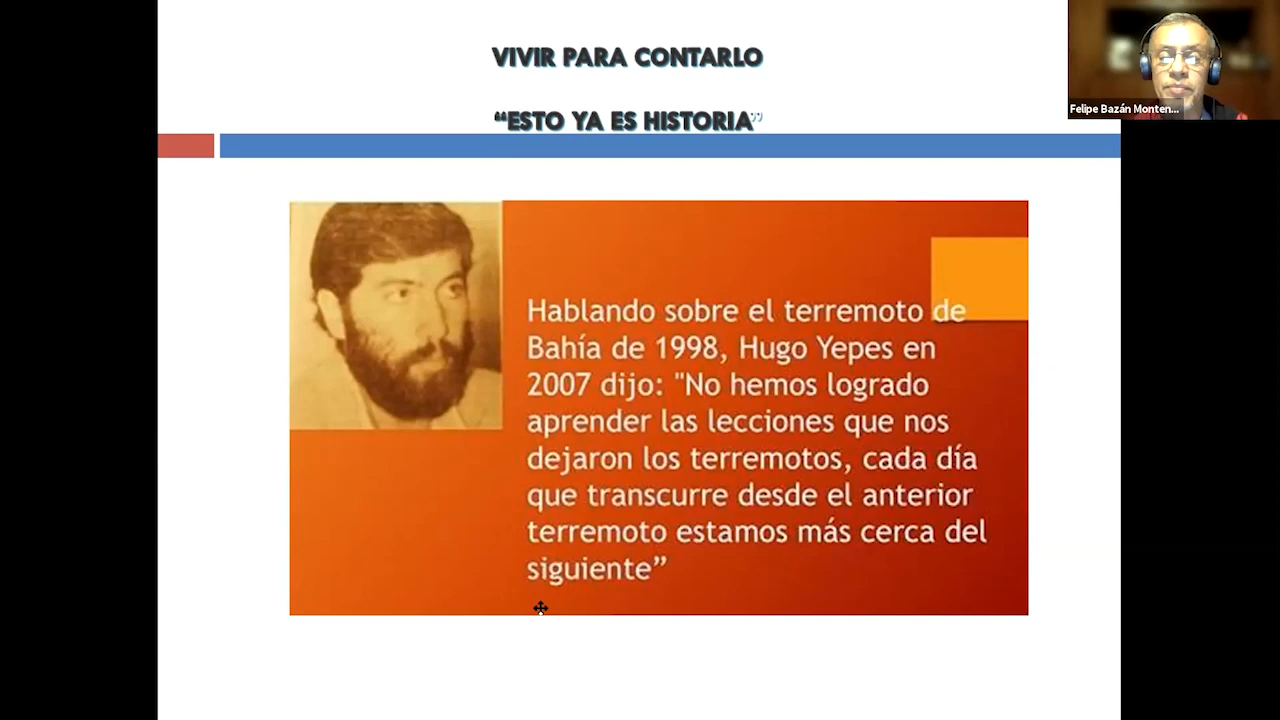 VIVIR PARA CONTARLO
“ESTO YA ES HISTORIA”
Felipe Bazán Monten...
Hablando sobre el terremoto de
Bahía de 1998, Hugo Yepes en
2007 dijo: "No hemos logrado
aprender las lecciones que nos
dejaron los terremotos, cada día
que transcurre desde el anterior
terremoto estamos más cerca del
siguiente”